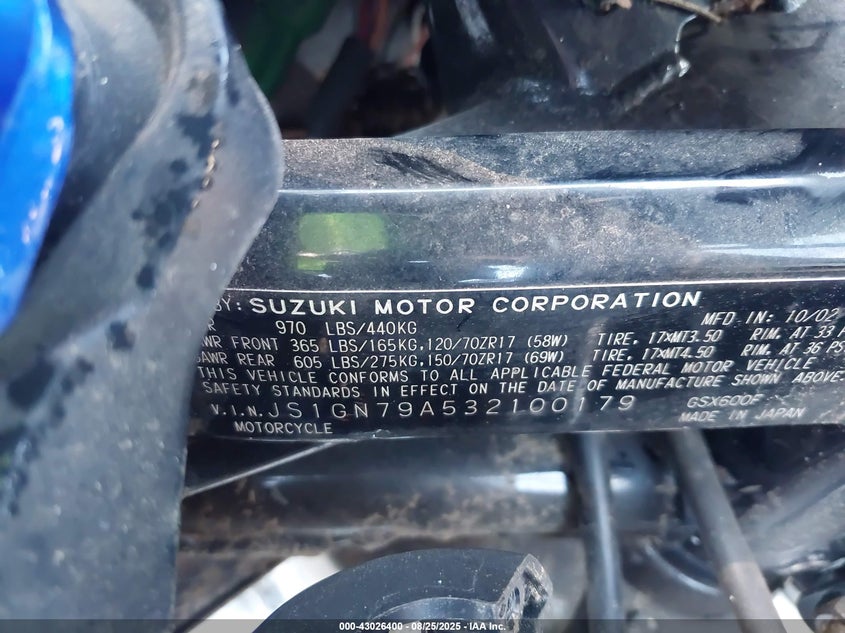 BY: SUZUKI MOTOR CORPORATION MFD IN: 10/02
R 970 LBS/440KG
AWR FRONT 365 LBS/165KG,120/70ZR17 (58W) TIRE, 17XMT3.50 RIM, AT 33 P
GAWR REAR 605 LBS/275KG,150/70ZR17 (69W) TIRE, 17XMT4.50 RIM, AT 36 PS
THIS VEHICLE CONFORMS TO ALL APPLICABLE FEDERAL MOTOR VEHICLE
SAFETY STANDARDS IN EFFECT ON THE DATE OF MANUFACTURE SHOWN ABOVE.
V.I.N. JS1GN79A532100179 GSX600F
MOTORCYCLE MADE IN JAPAN
000-43026400 - 08/25/2025 - IAA Inc.